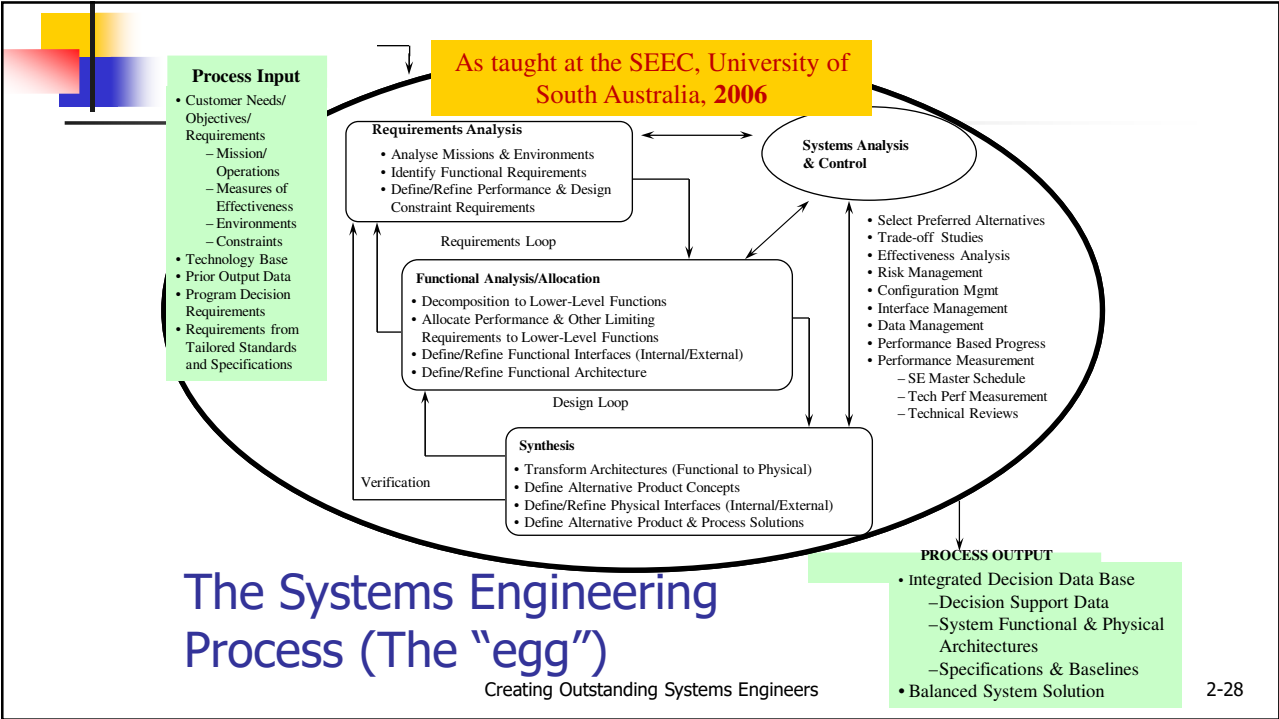 As taught at the SEEC, University of
South Australia, 2006
Process Input
• Customer Needs/
Objectives/
Requirements
– Mission/
Operations
– Measures of
Effectiveness
– Environments
– Constraints
• Technology Base
• Prior Output Data
• Program Decision
Requirements
• Requirements from
Tailored Standards
and Specifications
Requirements Analysis
• Analyse Missions & Environments
• Identify Functional Requirements
• Define/Refine Performance & Design
Constraint Requirements
Systems Analysis
& Control
• Select Preferred Alternatives
• Trade-off Studies
• Effectiveness Analysis
• Risk Management
• Configuration Mgmt
• Interface Management
• Data Management
• Performance Based Progress
• Performance Measurement
– SE Master Schedule
– Tech Perf Measurement
– Technical Reviews
Requirements Loop
Functional Analysis/Allocation
• Decomposition to Lower-Level Functions
• Allocate Performance & Other Limiting
Requirements to Lower-Level Functions
• Define/Refine Functional Interfaces (Internal/External)
• Define/Refine Functional Architecture
Design Loop
Synthesis
• Transform Architectures (Functional to Physical)
• Define Alternative Product Concepts
• Define/Refine Physical Interfaces (Internal/External)
• Define Alternative Product & Process Solutions
Verification
PROCESS OUTPUT
• Integrated Decision Data Base
–Decision Support Data
–System Functional & Physical
Architectures
–Specifications & Baselines
• Balanced System Solution
The Systems Engineering
Process (The “egg”)
Creating Outstanding Systems Engineers
2-28